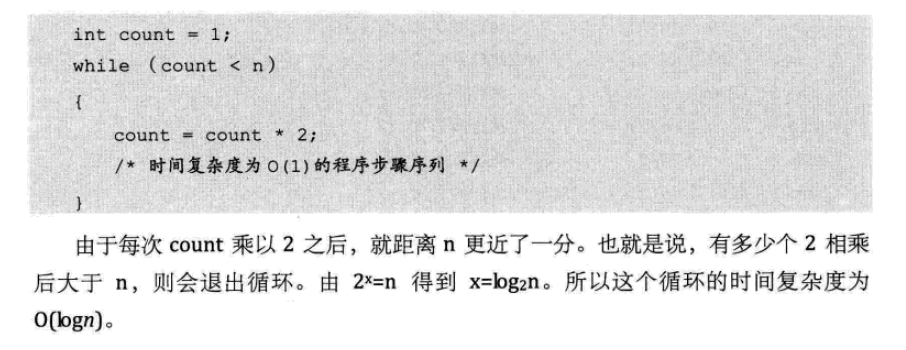 int count = 1;
while (count < n)
{
count = count * 2;
/* 时间复杂度为 O(1)的程序步骤序列 */
}
由于每次 count 乘以 2 之后，就距离 n 更近了一分。也就是说，有多少个 2 相乘
后大于 n，则会退出循环。由 2ˣ=n 得到 x=log₂n。所以这个循环的时间复杂度为
O(logn)。